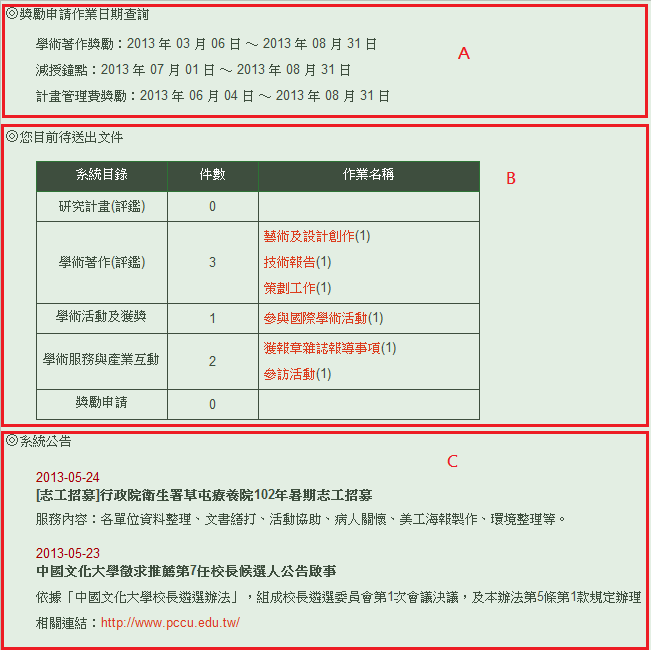 ◎獎勵申請作業日期查詢
學術著作獎勵：2013 年 03 月 06 日 ～ 2013 年 08 月 31 日
A
減授鐘點：2013 年 07 月 01 日 ～ 2013 年 08 月 31 日
計畫管理費獎勵：2013 年 06 月 04 日 ～ 2013 年 08 月 31 日
◎您目前待送出文件
系統目錄 件數 作業名稱
B
研究計畫(評鑑) 0
學術著作(評鑑) 3
藝術及設計創作(1)
技術報告(1)
策劃工作(1)
學術活動及獲獎 1 參與國際學術活動(1)
學術服務與產業互動 2
獲報章雜誌報導事項(1)
參訪活動(1)
獎勵申請 0
◎系統公告
C
2013-05-24
[志工招募]行政院衛生署草屯療養院102年暑期志工招募
服務內容：各單位資料整理、文書繕打、活動協助、病人關懷、美工海報製作、環境整理等。
2013-05-23
中國文化大學徵求推薦第7任校長候選人公告啟事
依據「中國文化大學校長遴選辦法」，組成校長遴選委員會第1次會議決議，及本辦法第5條第1款規定辦理
相關連結：http://www.pccu.edu.tw/